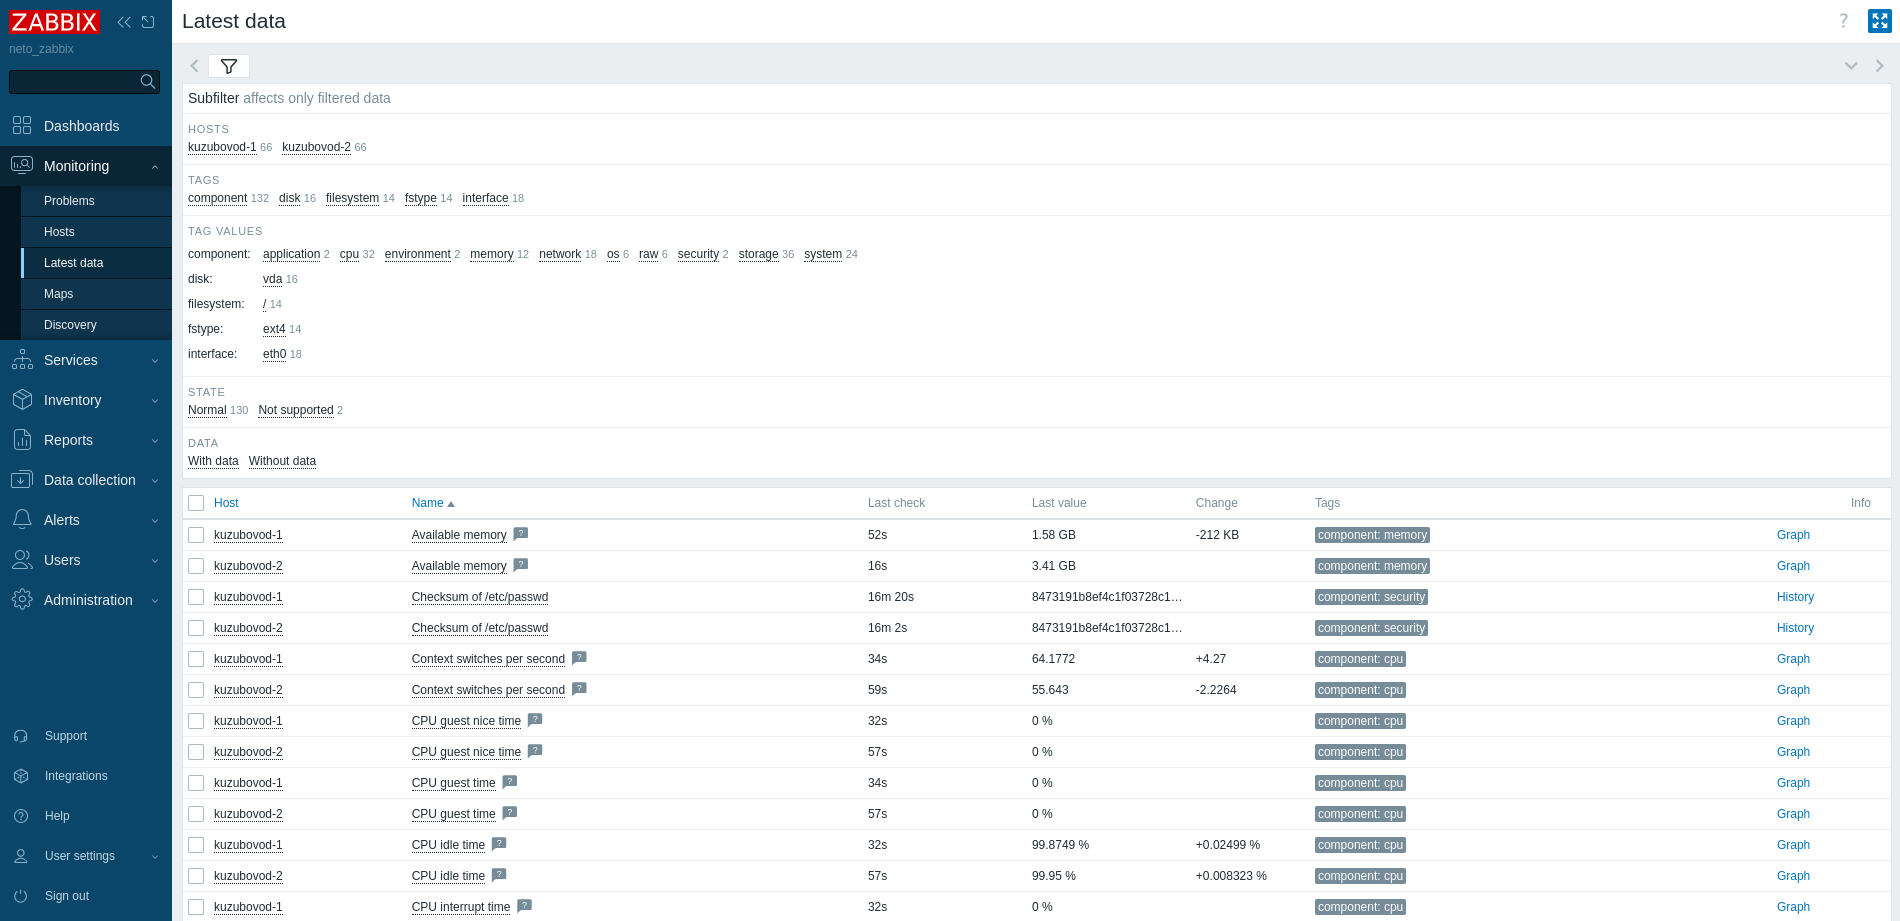 ZABBIX
neto_zabbix
Dashboards
Monitoring
Problems
Hosts
Latest data
Maps
Discovery
Services
Inventory
Reports
Data collection
Alerts
Users
Administration
Support
Integrations
Help
User settings
Sign out
Latest data
?
Subfilter affects only filtered data
HOSTS
kuzubovod-1 66 kuzubovod-2 66
TAGS
component 132 disk 16 filesystem 14 fstype 14 interface 18
TAG VALUES
component: application 2 cpu 32 environment 2 memory 12 network 18 os 6 raw 6 security 2 storage 36 system 24
disk: vda 16
filesystem: / 14
fstype: ext4 14
interface: eth0 18
STATE
Normal 130 Not supported 2
DATA
With data Without data
Host Name Last check Last value Change Tags Info
kuzubovod-1 Available memory ? 52s 1.58 GB -212 KB component: memory Graph
kuzubovod-2 Available memory ? 16s 3.41 GB component: memory Graph
kuzubovod-1 Checksum of /etc/passwd 16m 20s 8473191b8ef4c1f03728c1… component: security History
kuzubovod-2 Checksum of /etc/passwd 16m 2s 8473191b8ef4c1f03728c1… component: security History
kuzubovod-1 Context switches per second ? 34s 64.1772 +4.27 component: cpu Graph
kuzubovod-2 Context switches per second ? 59s 55.643 -2.2264 component: cpu Graph
kuzubovod-1 CPU guest nice time ? 32s 0 % component: cpu Graph
kuzubovod-2 CPU guest nice time ? 57s 0 % component: cpu Graph
kuzubovod-1 CPU guest time ? 34s 0 % component: cpu Graph
kuzubovod-2 CPU guest time ? 57s 0 % component: cpu Graph
kuzubovod-1 CPU idle time ? 32s 99.8749 % +0.02499 % component: cpu Graph
kuzubovod-2 CPU idle time ? 57s 99.95 % +0.008323 % component: cpu Graph
kuzubovod-1 CPU interrupt time ? 32s 0 % component: cpu Graph